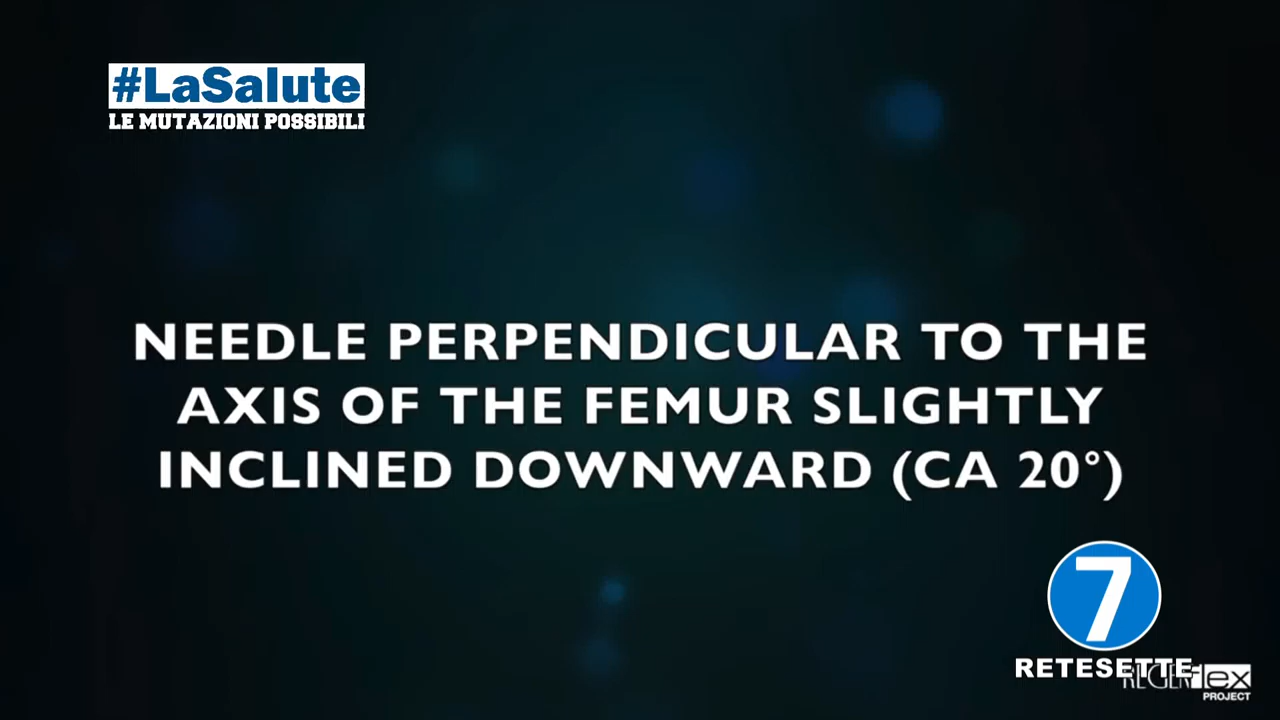 #LaSalute
LE MUTAZIONI POSSIBILI
NEEDLE PERPENDICULAR TO THE
AXIS OF THE FEMUR SLIGHTLY
INCLINED DOWNWARD (CA 20°)
7
RETESETTE
flex
PROJECT